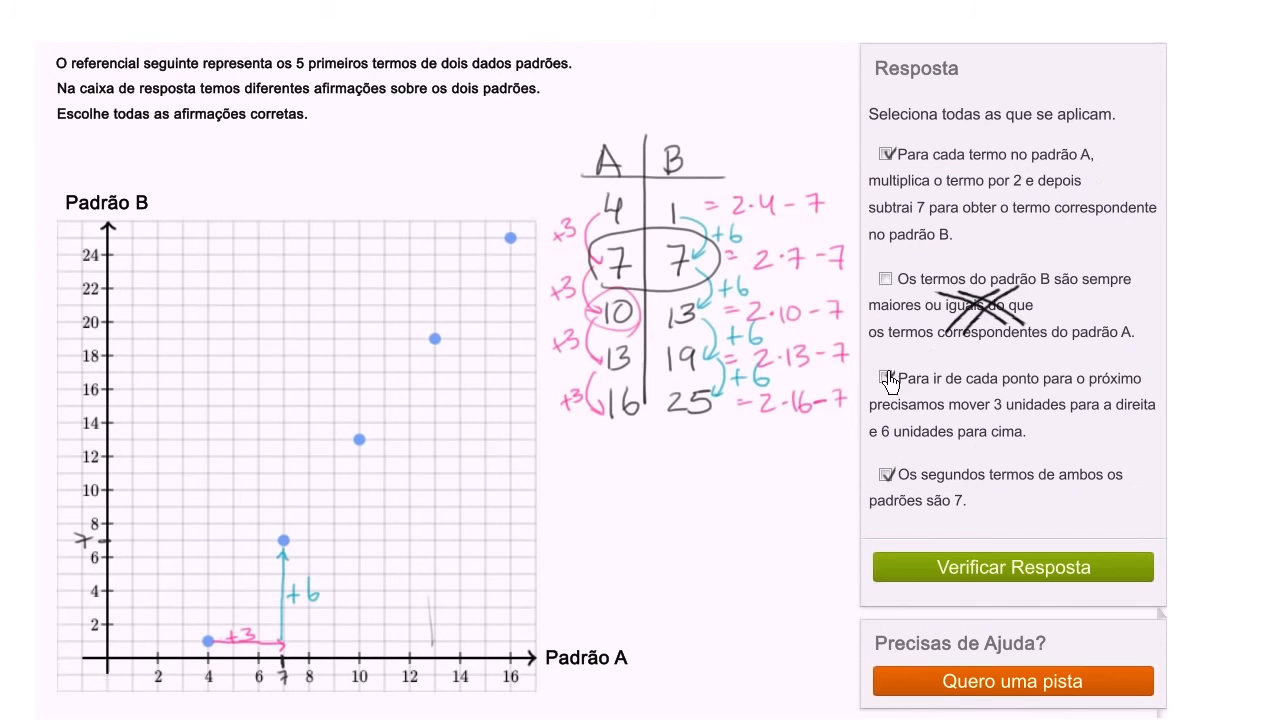 O referencial seguinte representa os 5 primeiros termos de dois dados padrões.
Na caixa de resposta temos diferentes afirmações sobre os dois padrões.
Escolhe todas as afirmações corretas.
Padrão B
24
22
20
18
16
14
12
10
8
7
6
4
2
2 4 6 7 8 10 12 14 16
Padrão A
+3
+6
A B
4 1 = 2·4 - 7
+3 +6
7 7 = 2·7 - 7
+3 +6
10 13 = 2·10 - 7
+3 +6
13 19 = 2·13 - 7
+3 +6
16 25 = 2·16 - 7
Resposta
Seleciona todas as que se aplicam.
Para cada termo no padrão A,
multiplica o termo por 2 e depois
subtrai 7 para obter o termo correspondente
no padrão B.
Os termos do padrão B são sempre
maiores ou iguais do que
os termos correspondentes do padrão A.
Para ir de cada ponto para o próximo
precisamos mover 3 unidades para a direita
e 6 unidades para cima.
Os segundos termos de ambos os
padrões são 7.
Verificar Resposta
Precisas de Ajuda?
Quero uma pista